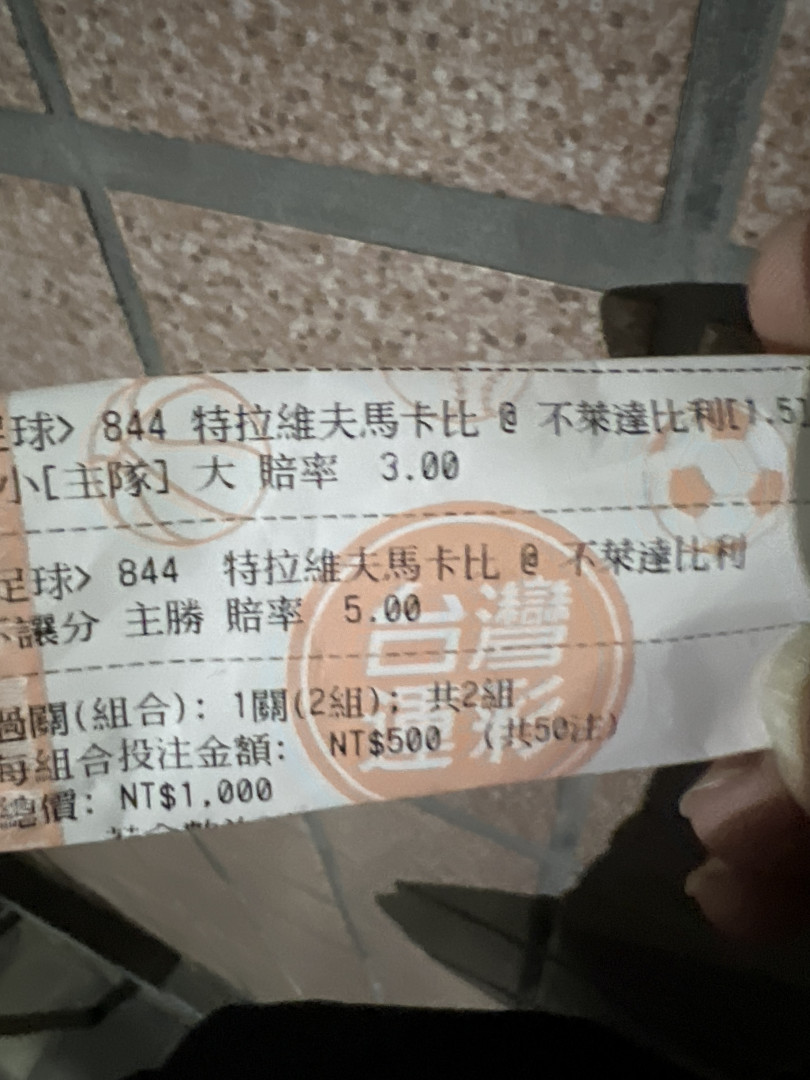 足球> 844 特拉維夫馬卡比 @ 不萊達比利[1.5]
小[主隊] 大 賠率 3.00
足球> 844 特拉維夫馬卡比 @ 不萊達比利
不讓分 主勝 賠率 5.00
台灣
運彩
過關(組合): 1關(2組); 共2組
每組合投注金額: NT$500 (共50注)
總價: NT$1,000